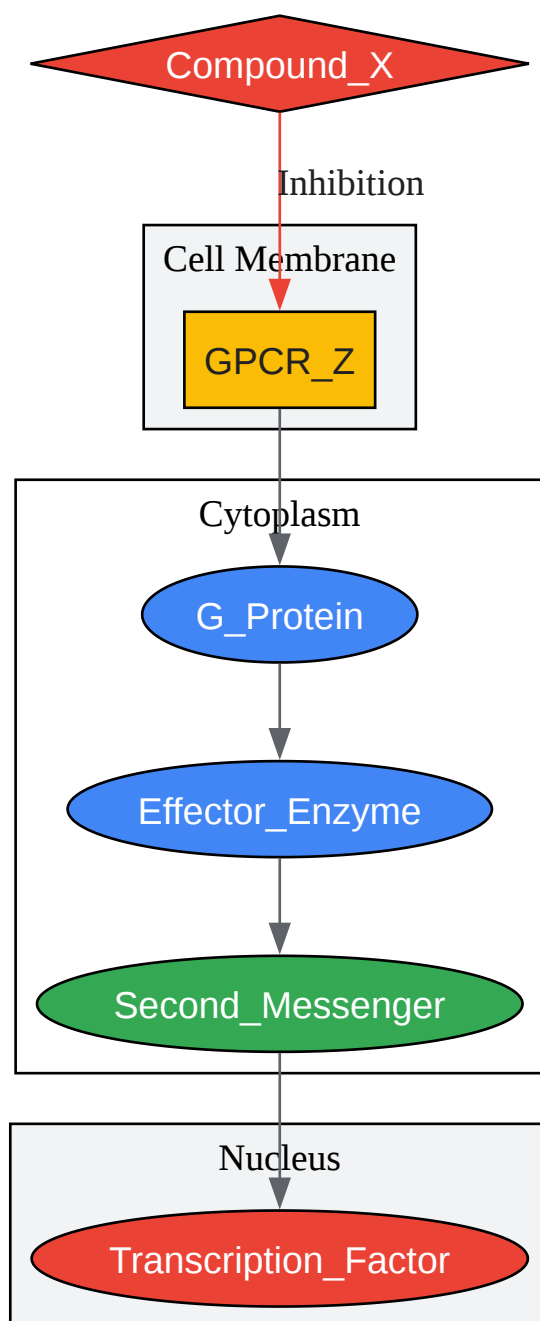 Compound_X
Inhibition
Cell Membrane
GPCR_Z
Cytoplasm
G_Protein
Effector_Enzyme
Second_Messenger
Nucleus
Transcription_Factor